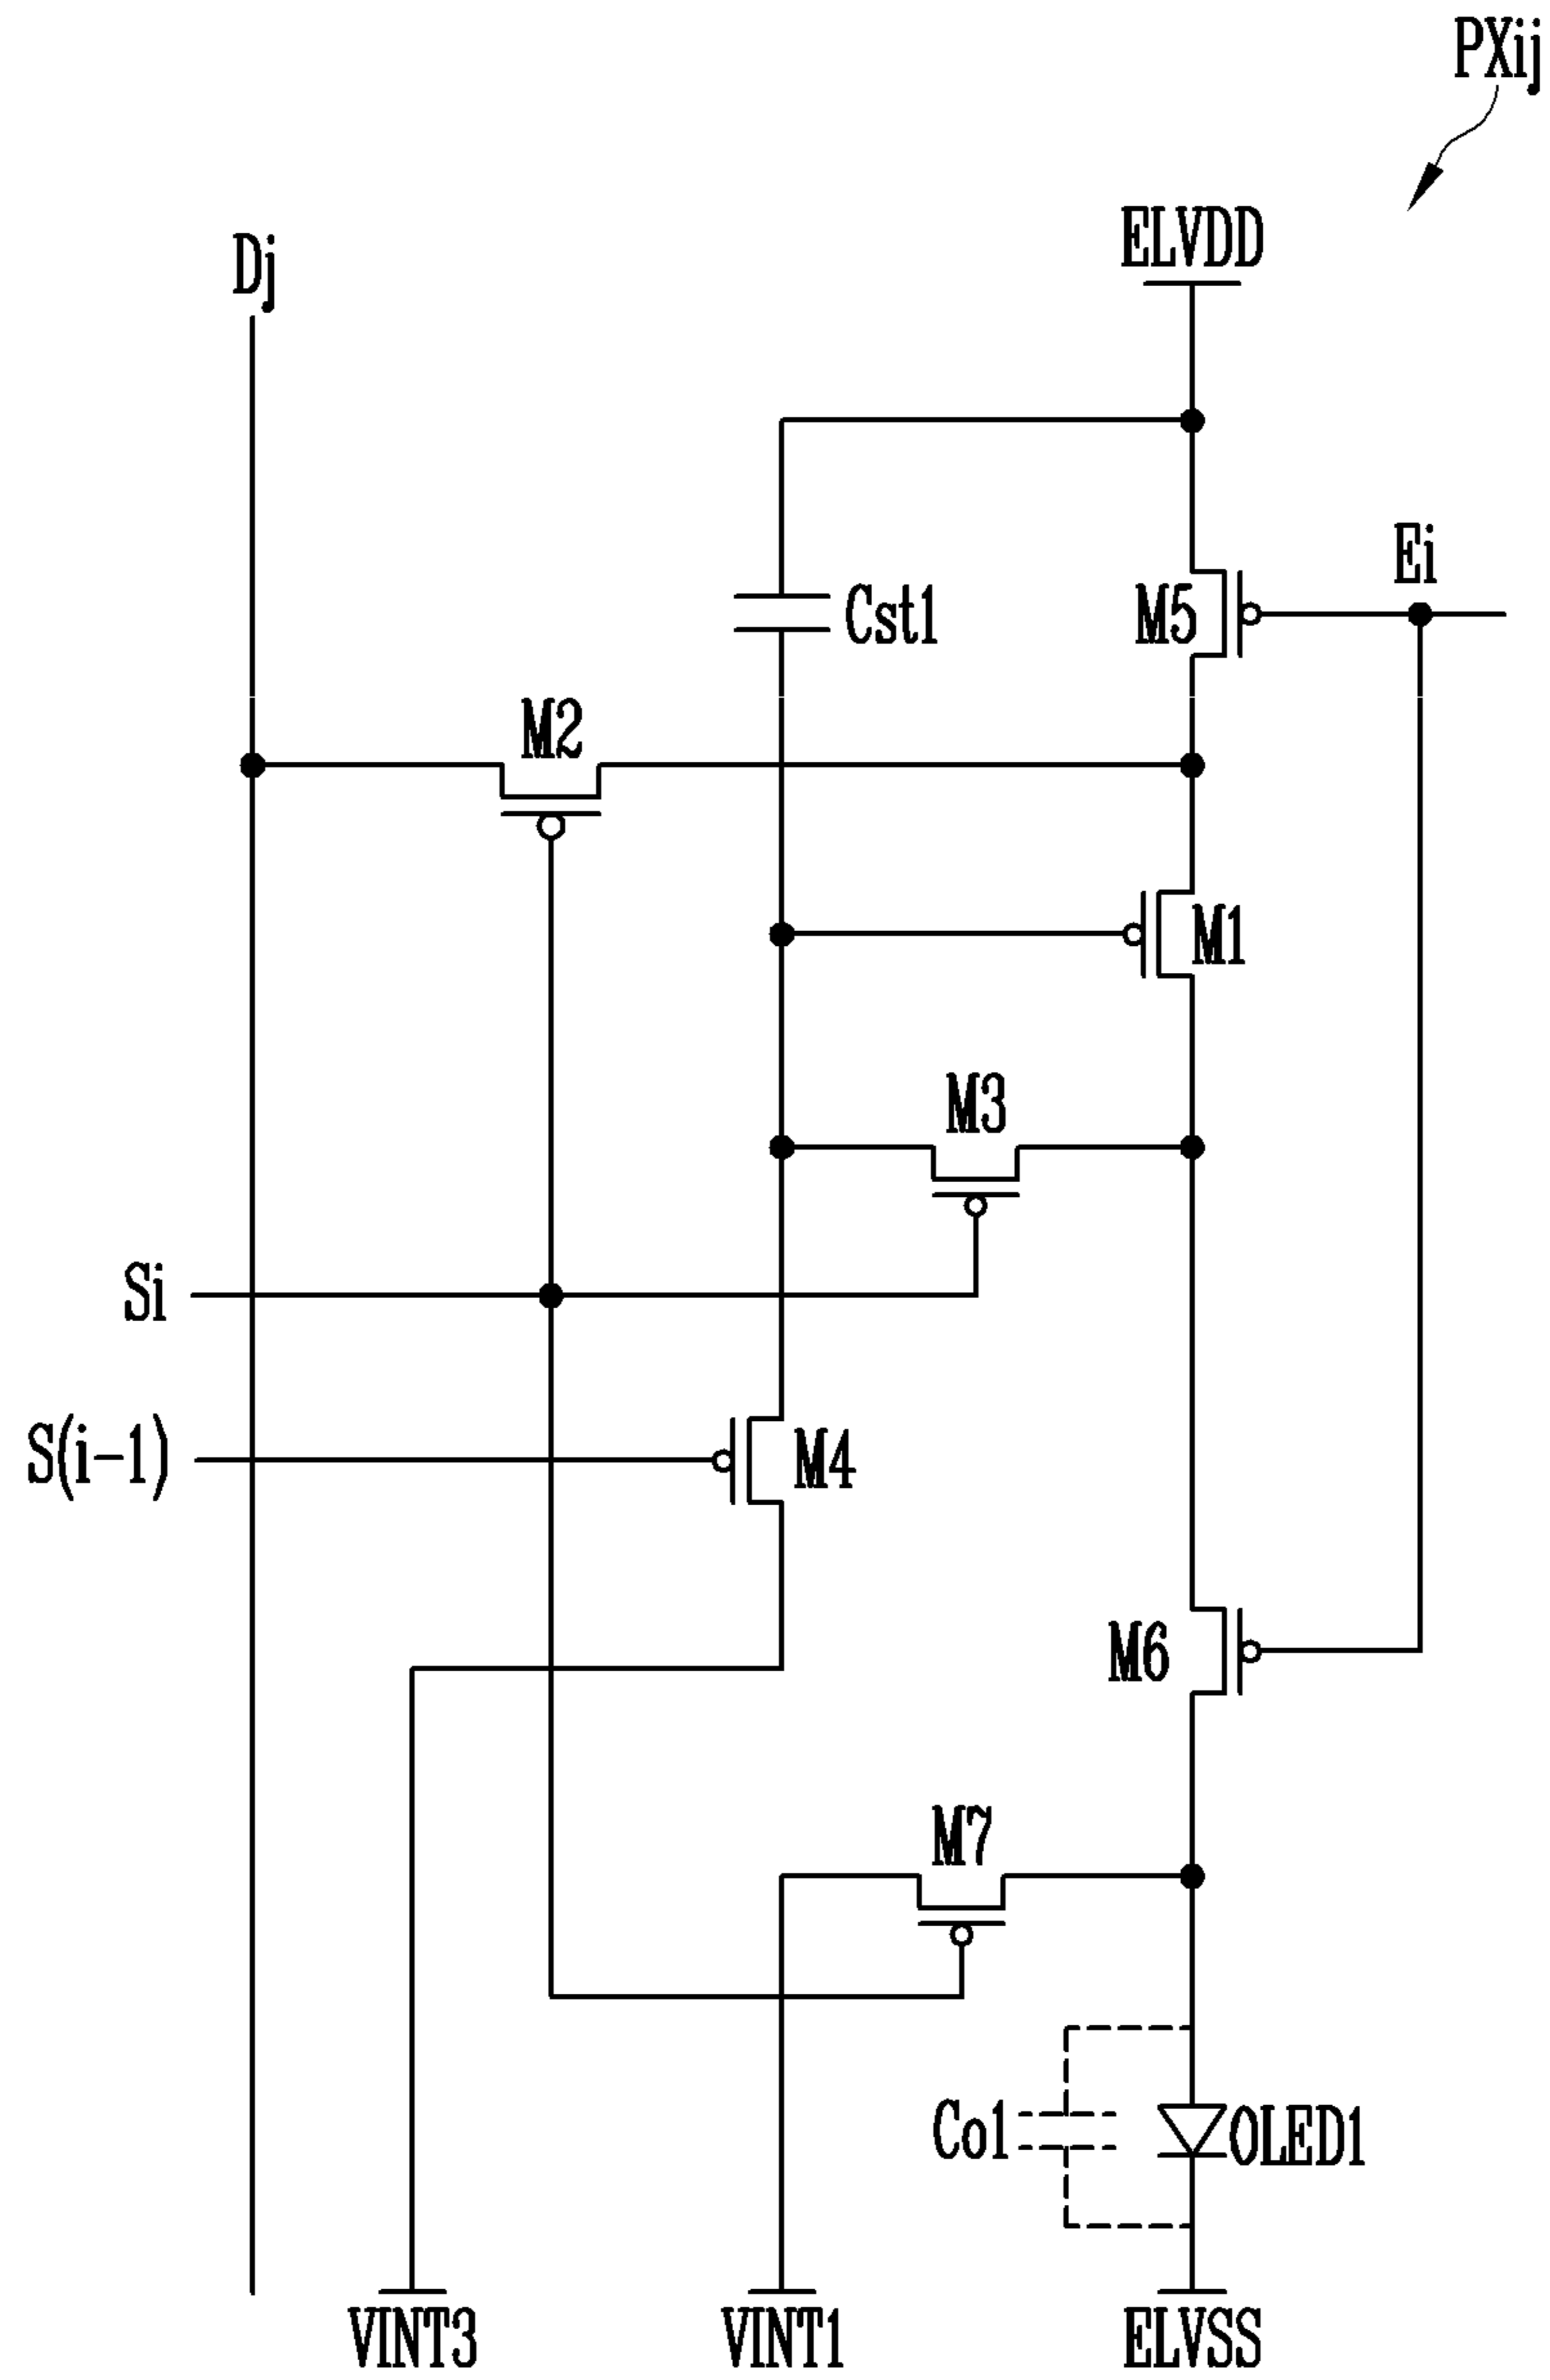 PXij
ELVDD
Dj
Ei
Cst1
M5
M2
M1
M3
Si
S(i-1)
M4
M6
M7
Co1
OLED1
VINT3
VINT1
ELVSS